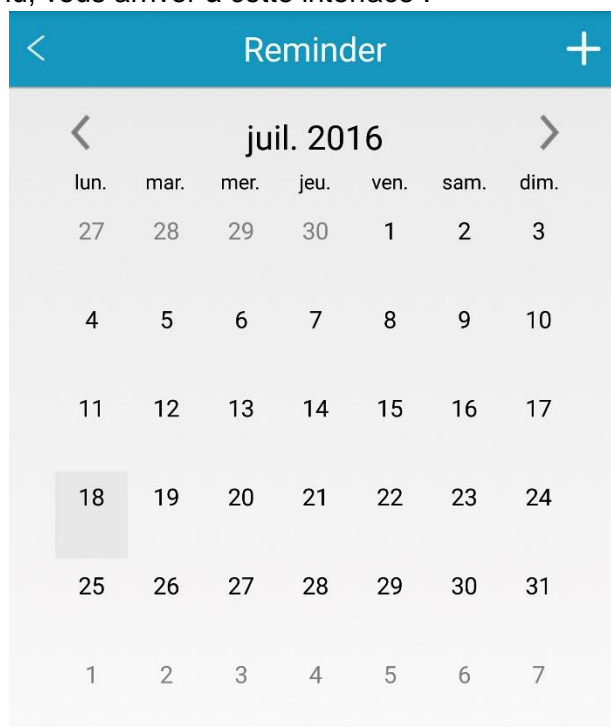 Reminder
juil. 2016
lun. mar. mer. jeu. ven. sam. dim.
27 28 29 30 1 2 3
4 5 6 7 8 9 10
11 12 13 14 15 16 17
18 19 20 21 22 23 24
25 26 27 28 29 30 31
1 2 3 4 5 6 7